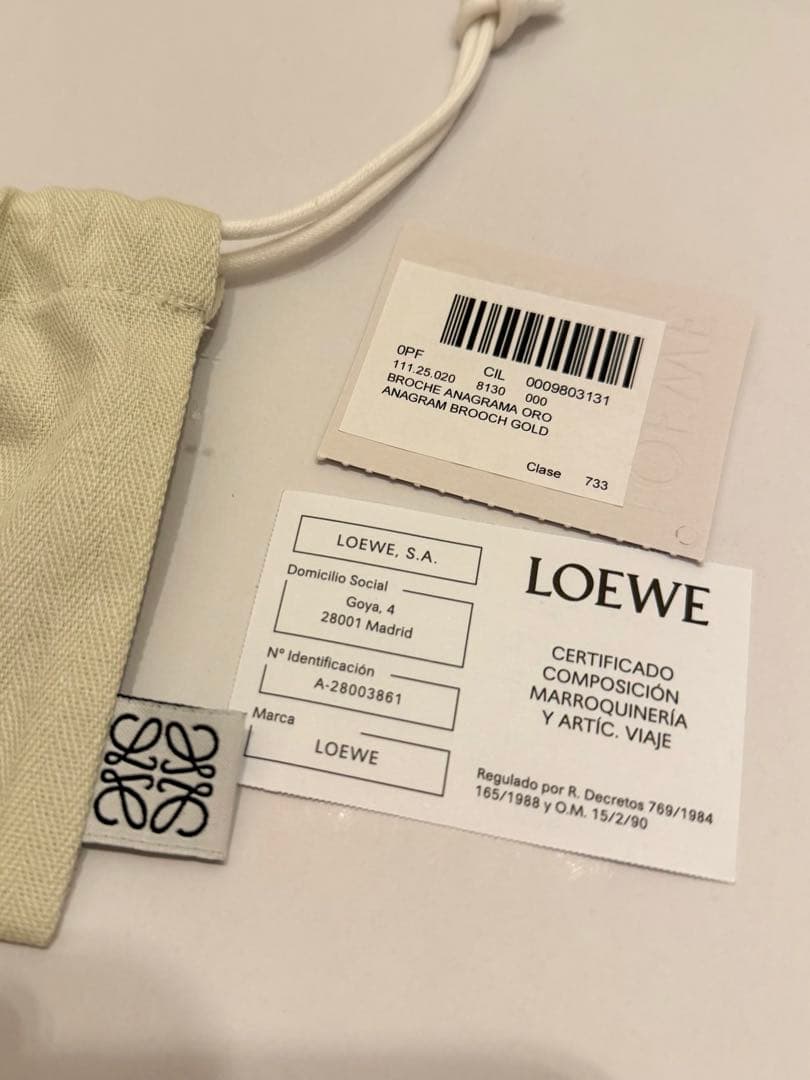 0PF CIL 0009803131
111.25.020 8130 000
BROCHE ANAGRAMA ORO
ANAGRAM BROOCH GOLD
Clase 733
LOEWE, S.A.
Domicilio Social
Goya, 4
28001 Madrid
Nº Identificación
A-28003861
Marca
LOEWE
LOEWE
CERTIFICADO
COMPOSICIÓN
MARROQUINERÍA
Y ARTÍC. VIAJE
Regulado por R. Decretos 769/1984
165/1988 y O.M. 15/2/90